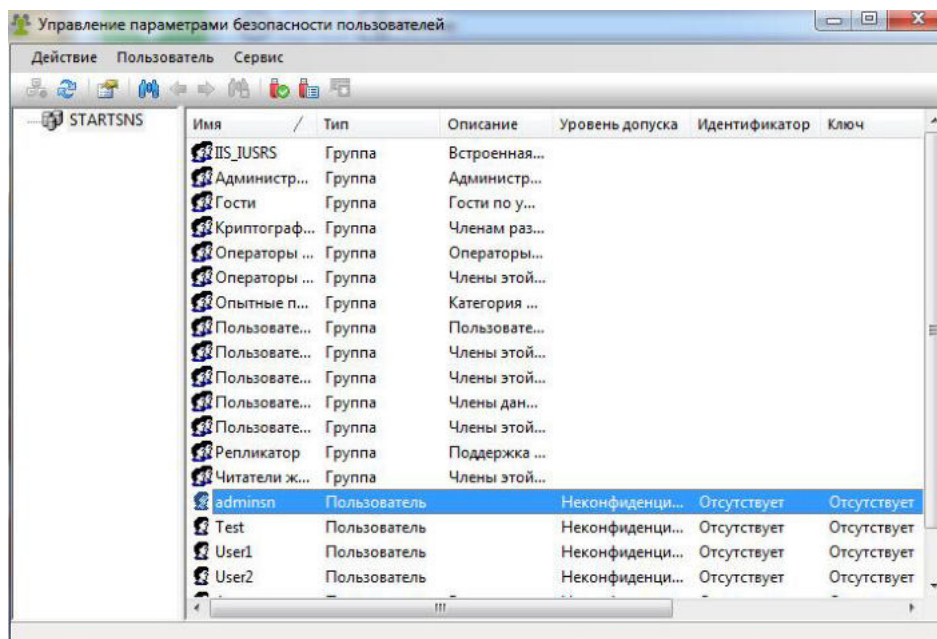 Управление параметрами безопасности пользователей
Действие Пользователь Сервис
STARTSNS
Имя Тип Описание Уровень допуска Идентификатор Ключ
IIS_IUSRS Группа Встроенная...
Администр... Группа Администр...
Гости Группа Гости по у...
Криптограф... Группа Членам раз...
Операторы ... Группа Операторы...
Операторы ... Группа Члены этой...
Опытные п... Группа Категория ...
Пользовате... Группа Пользовате...
Пользовате... Группа Члены этой...
Пользовате... Группа Члены этой...
Пользовате... Группа Члены дан...
Пользовате... Группа Члены этой...
Репликатор Группа Поддержка ...
Читатели ж... Группа Члены этой...
adminsn Пользователь Неконфиденци... Отсутствует Отсутствует
Test Пользователь Неконфиденци... Отсутствует Отсутствует
User1 Пользователь Неконфиденци... Отсутствует Отсутствует
User2 Пользователь Неконфиденци... Отсутствует Отсутствует